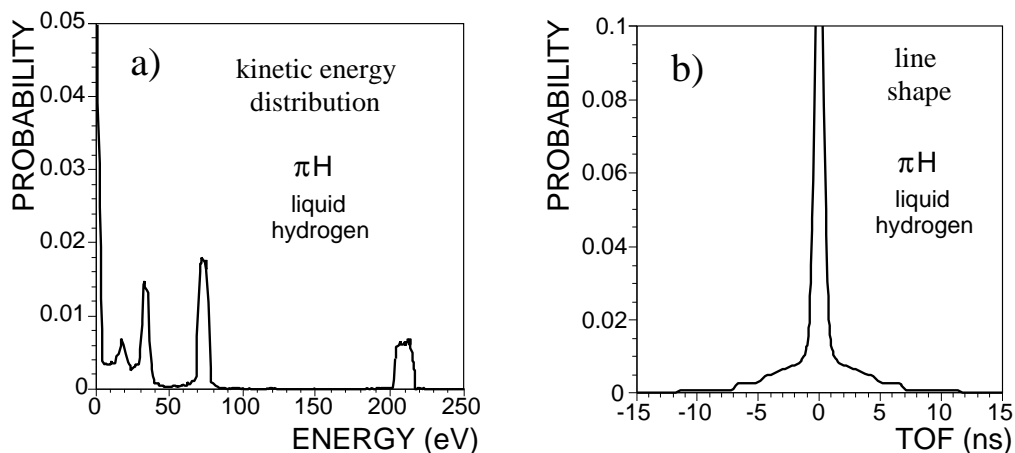 a)
kinetic energy
distribution
πH
liquid
hydrogen
PROBABILITY
0.05
0.04
0.03
0.02
0.01
0
0 50 100 150 200 250
ENERGY (eV)
b)
line
shape
πH
liquid
hydrogen
PROBABILITY
0.1
0.08
0.06
0.04
0.02
0
-15 -10 -5 0 5 10 15
TOF (ns)